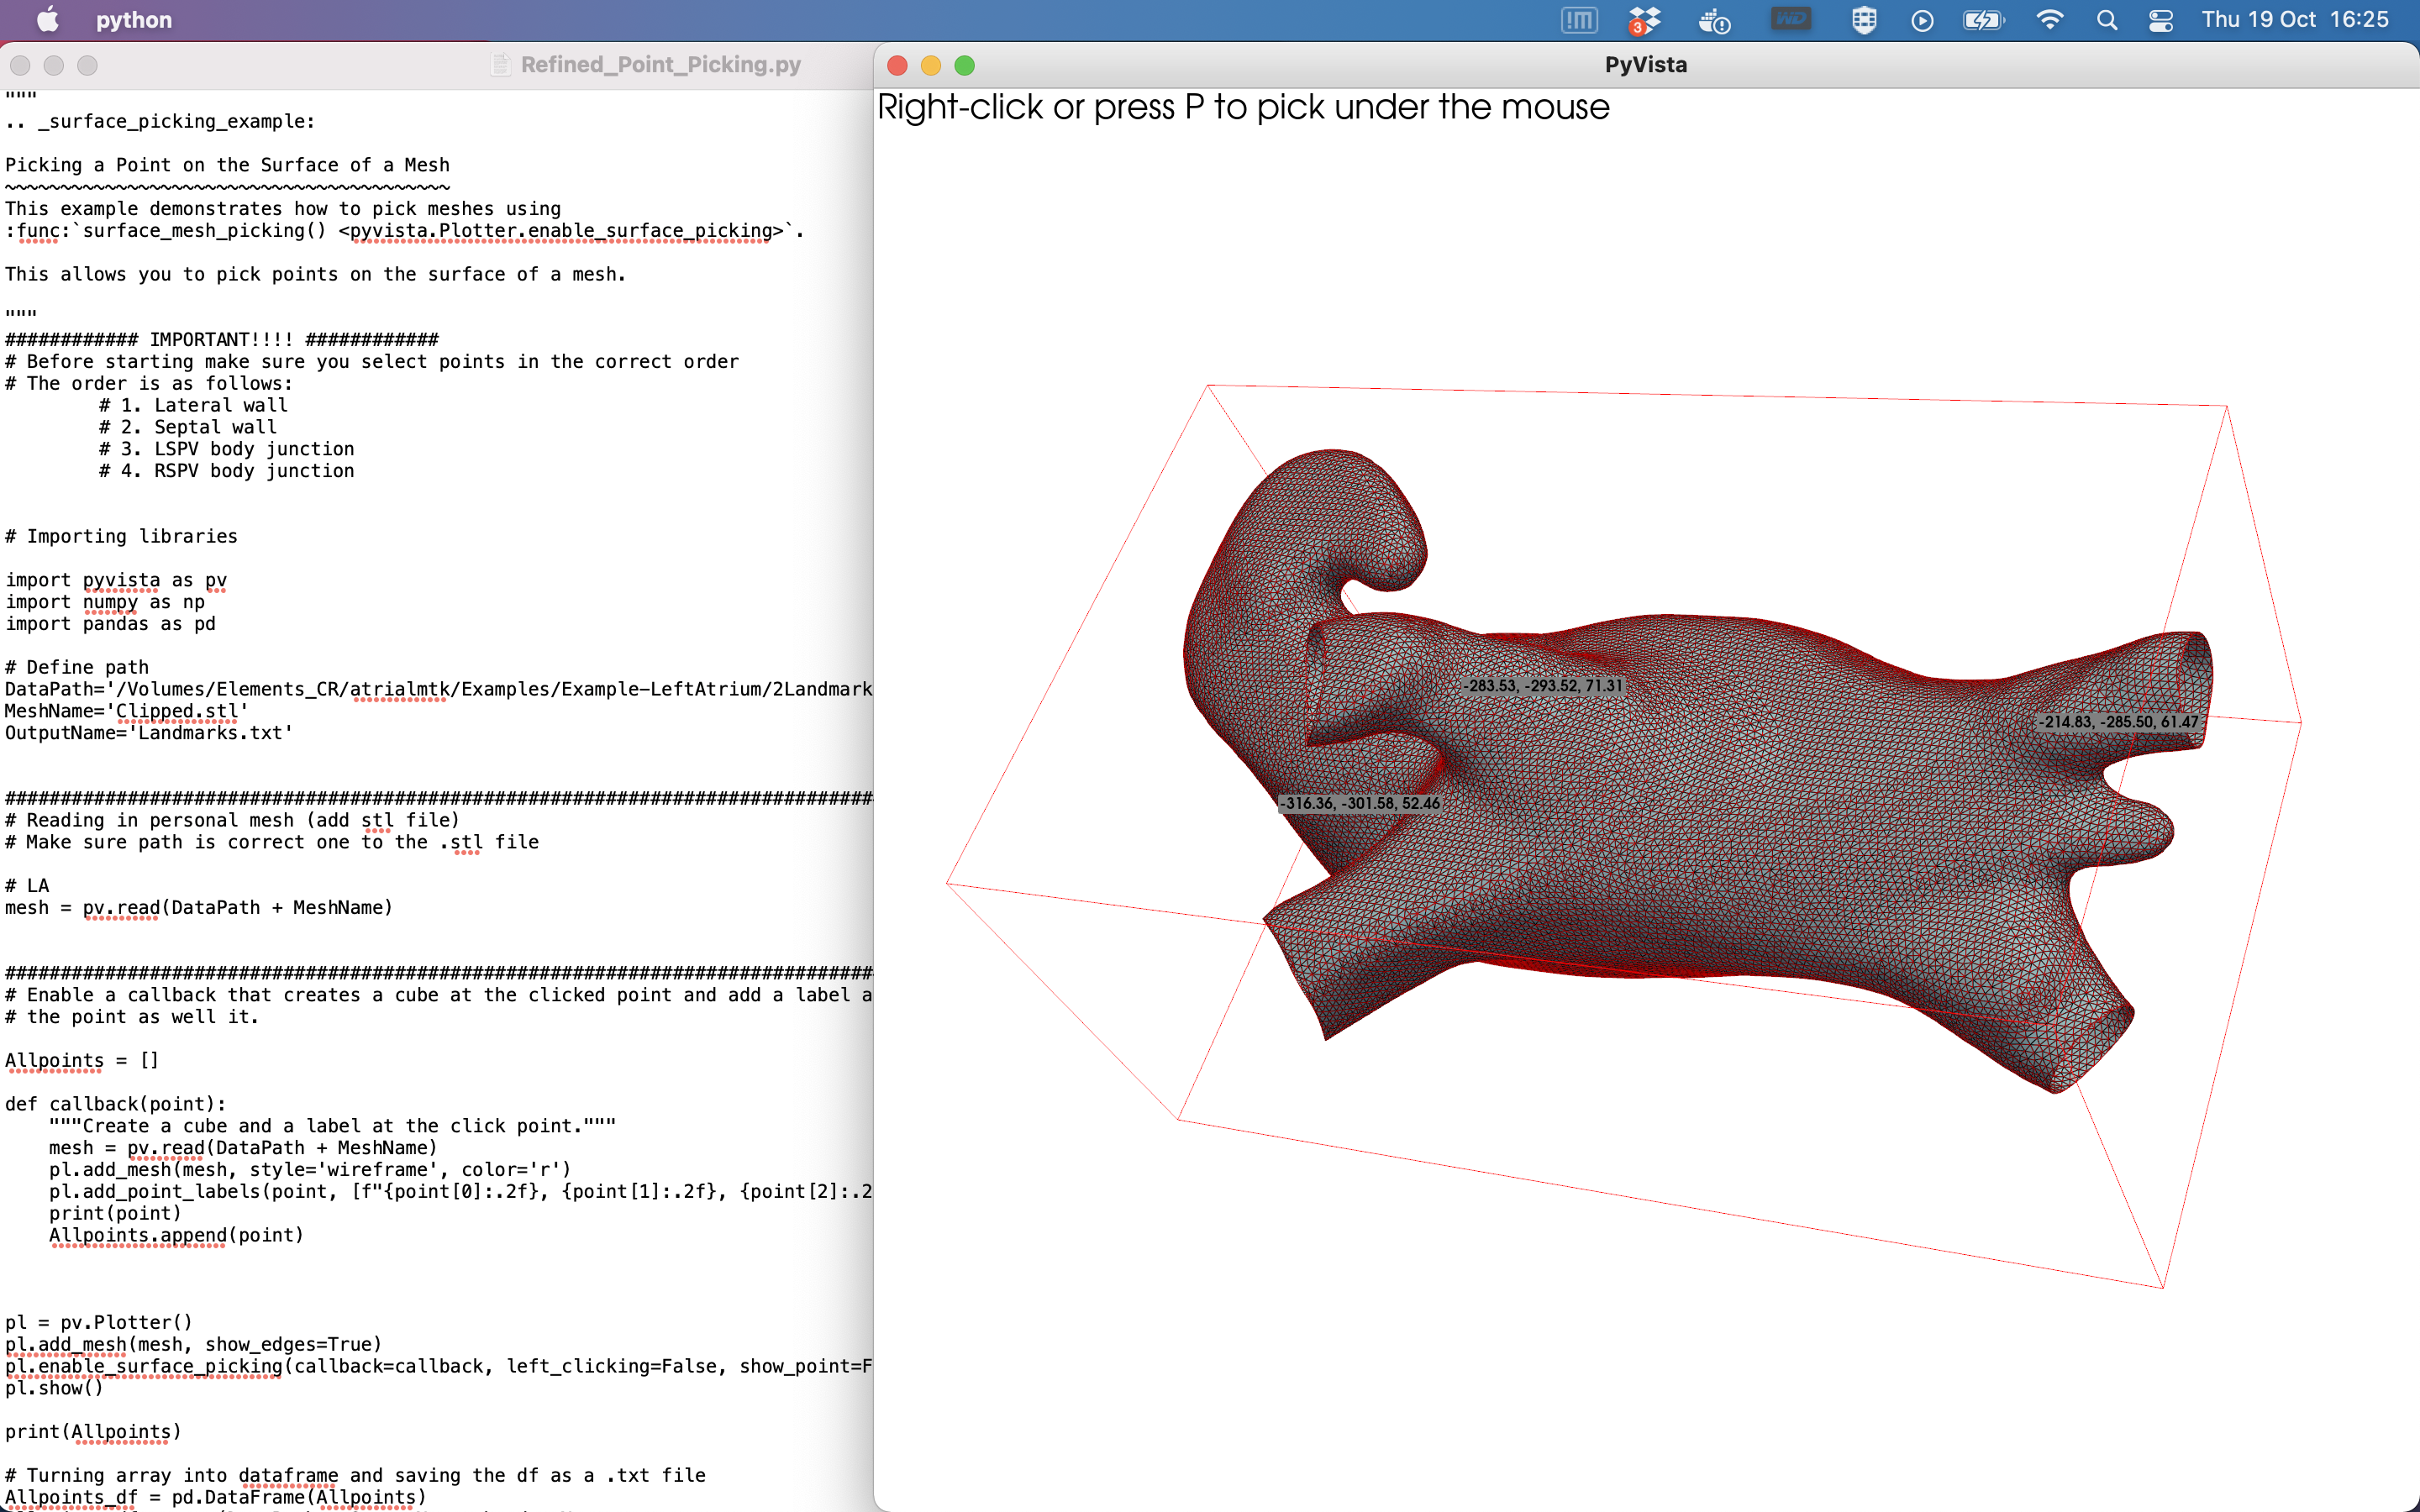 python
!M
3
WD
Thu 19 Oct 16:25
Refined_Point_Picking.py
"""
.. _surface_picking_example:
Picking a Point on the Surface of a Mesh
~~~~~~~~~~~~~~~~~~~~~~~~~~~~~~~~~~~~~~~~
This example demonstrates how to pick meshes using
:func:`surface_mesh_picking() <pyvista.Plotter.enable_surface_picking>`.
This allows you to pick points on the surface of a mesh.
"""
############ IMPORTANT!!!! ############
# Before starting make sure you select points in the correct order
# The order is as follows:
# 1. Lateral wall
# 2. Septal wall
# 3. LSPV body junction
# 4. RSPV body junction
# Importing libraries
import pyvista as pv
import numpy as np
import pandas as pd
# Define path
DataPath='/Volumes/Elements_CR/atrialmtk/Examples/Example-LeftAtrium/2Landmark
MeshName='Clipped.stl'
OutputName='Landmarks.txt'
##############################################################################
# Reading in personal mesh (add stl file)
# Make sure path is correct one to the .stl file
# LA
mesh = pv.read(DataPath + MeshName)
##############################################################################
# Enable a callback that creates a cube at the clicked point and add a label a
# the point as well it.
Allpoints = []
def callback(point):
"""Create a cube and a label at the click point."""
mesh = pv.read(DataPath + MeshName)
pl.add_mesh(mesh, style='wireframe', color='r')
pl.add_point_labels(point, [f"{point[0]:.2f}, {point[1]:.2f}, {point[2]:.2
print(point)
Allpoints.append(point)
pl = pv.Plotter()
pl.add_mesh(mesh, show_edges=True)
pl.enable_surface_picking(callback=callback, left_clicking=False, show_point=F
pl.show()
print(Allpoints)
# Turning array into dataframe and saving the df as a .txt file
Allpoints_df = pd.DataFrame(Allpoints)
PyVista
Right-click or press P to pick under the mouse
-283.53, -293.52, 71.31
-214.83, -285.50, 61.47
-316.36, -301.58, 52.46